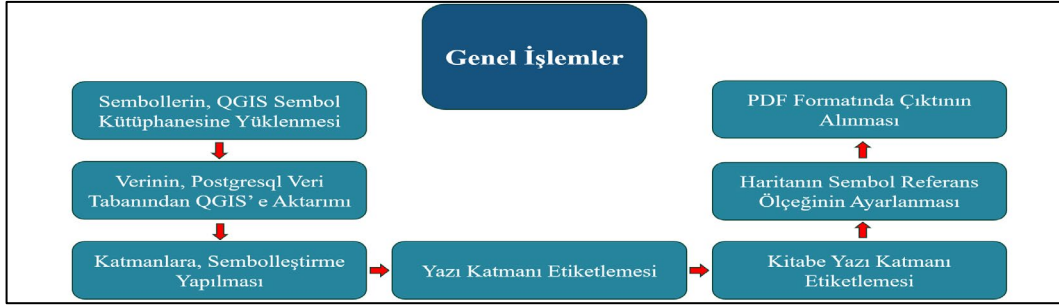 Genel İşlemler
Sembollerin, QGIS Sembol
Kütüphanesine Yüklenmesi
Verinin, Postgresql Veri
Tabanından QGIS' e Aktarımı
Katmanlara, Sembolleştirme
Yapılması
Yazı Katmanı Etiketlemesi
Kitabe Yazı Katmanı
Etiketlemesi
Haritanın Sembol Referans
Ölçeğinin Ayarlanması
PDF Formatında Çıktının
Alınması